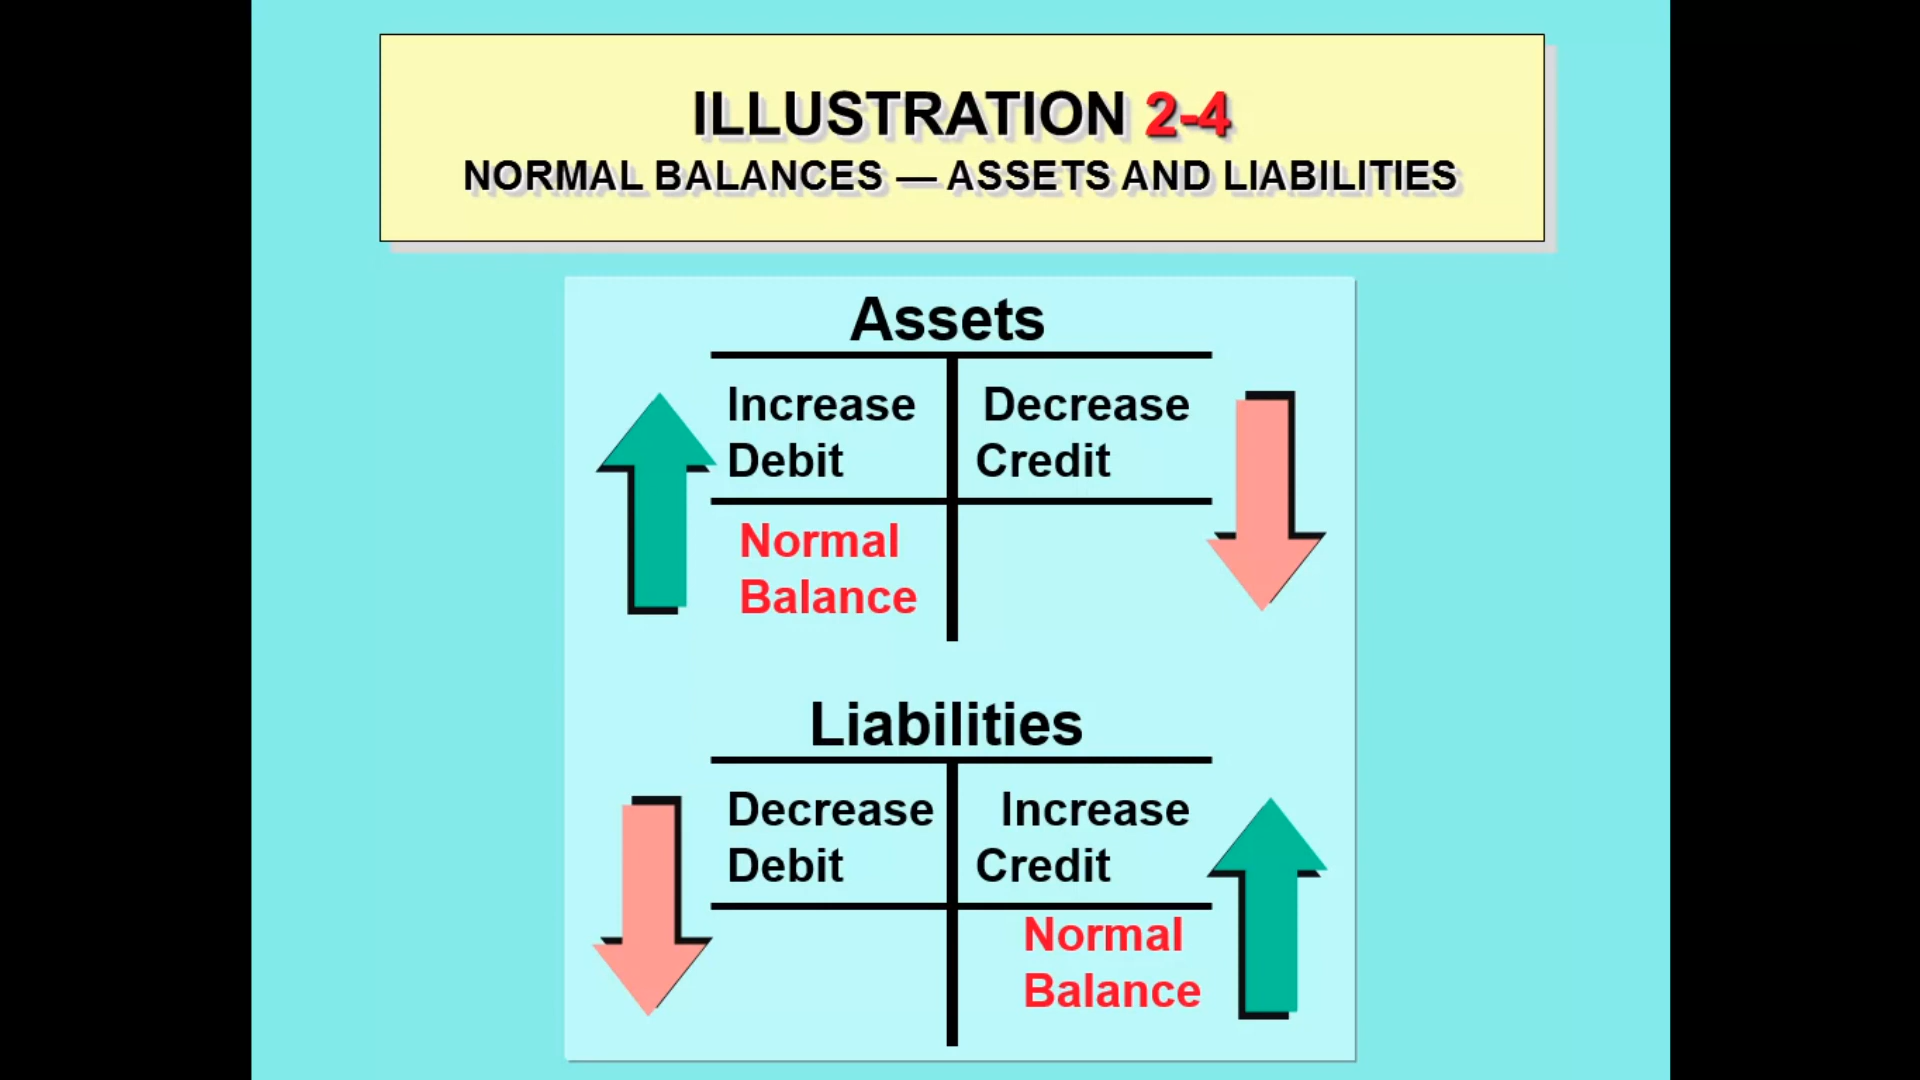 ILLUSTRATION 2-4
NORMAL BALANCES — ASSETS AND LIABILITIES
Assets
Increase Decrease
Debit Credit
Normal
Balance
Liabilities
Decrease Increase
Debit Credit
Normal
Balance